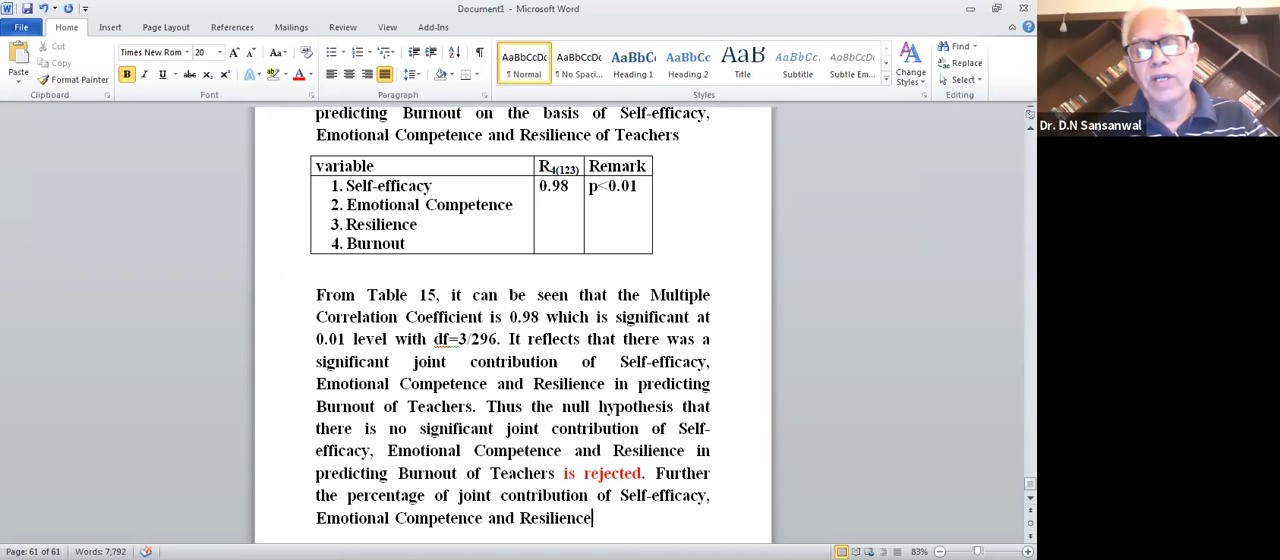 Document1 - Microsoft Word
File Home Insert Page Layout References Mailings Review View Add-Ins
Cut
Copy
Format Painter
Paste
Times New Rom 20
B I U abc X₂ X² Aa
AaBbCcDc AaBbCcDc AaBbCc AaBbCc AaB AaBbCc. AaBbCcDc
¶ Normal ¶ No Spaci... Heading 1 Heading 2 Title Subtitle Subtle Em...
Change Styles
Find
Replace
Select
Clipboard Font Paragraph Styles Editing
Dr. D.N Sansanwal
predicting Burnout on the basis of Self-efficacy,
Emotional Competence and Resilience of Teachers
variable R4(123) Remark
1. Self-efficacy 0.98 p<0.01
2. Emotional Competence
3. Resilience
4. Burnout
From Table 15, it can be seen that the Multiple
Correlation Coefficient is 0.98 which is significant at
0.01 level with df=3/296. It reflects that there was a
significant joint contribution of Self-efficacy,
Emotional Competence and Resilience in predicting
Burnout of Teachers. Thus the null hypothesis that
there is no significant joint contribution of Self-
efficacy, Emotional Competence and Resilience in
predicting Burnout of Teachers is rejected. Further
the percentage of joint contribution of Self-efficacy,
Emotional Competence and Resilience
Page: 61 of 61 Words: 7,792 83%